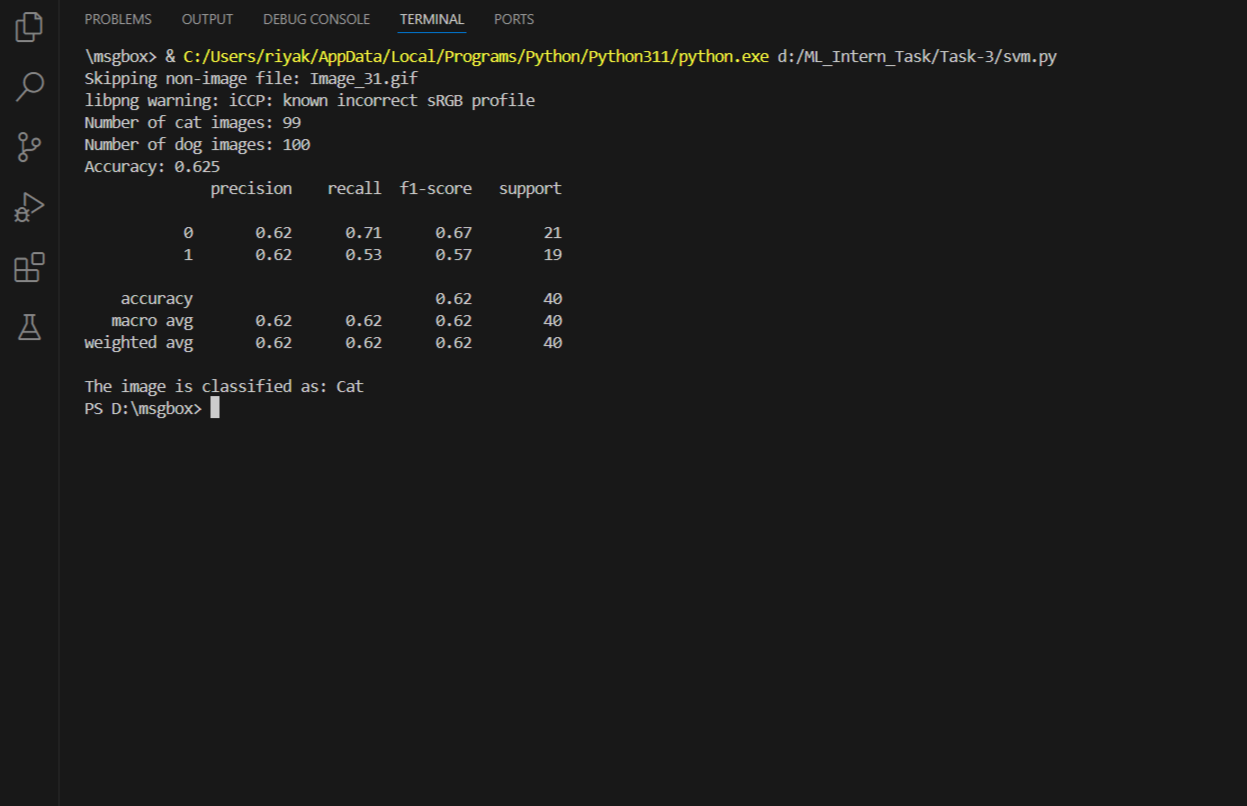 PROBLEMS OUTPUT DEBUG CONSOLE TERMINAL PORTS
\msgbox> & C:/Users/riyak/AppData/Local/Programs/Python/Python311/python.exe d:/ML_Intern_Task/Task-3/svm.py
Skipping non-image file: Image_31.gif
libpng warning: iCCP: known incorrect sRGB profile
Number of cat images: 99
Number of dog images: 100
Accuracy: 0.625
precision recall f1-score support
0 0.62 0.71 0.67 21
1 0.62 0.53 0.57 19
accuracy 0.62 40
macro avg 0.62 0.62 0.62 40
weighted avg 0.62 0.62 0.62 40
The image is classified as: Cat
PS D:\msgbox>